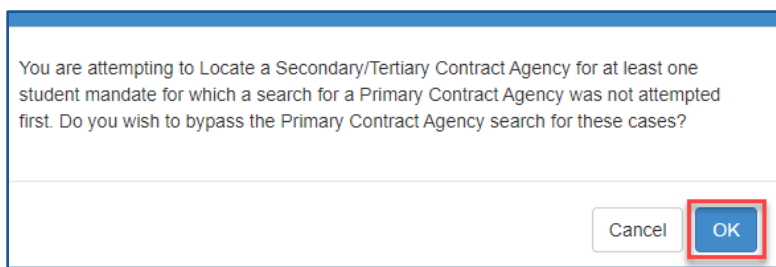 You are attempting to Locate a Secondary/Tertiary Contract Agency for at least one
student mandate for which a search for a Primary Contract Agency was not attempted
first. Do you wish to bypass the Primary Contract Agency search for these cases?
Cancel OK